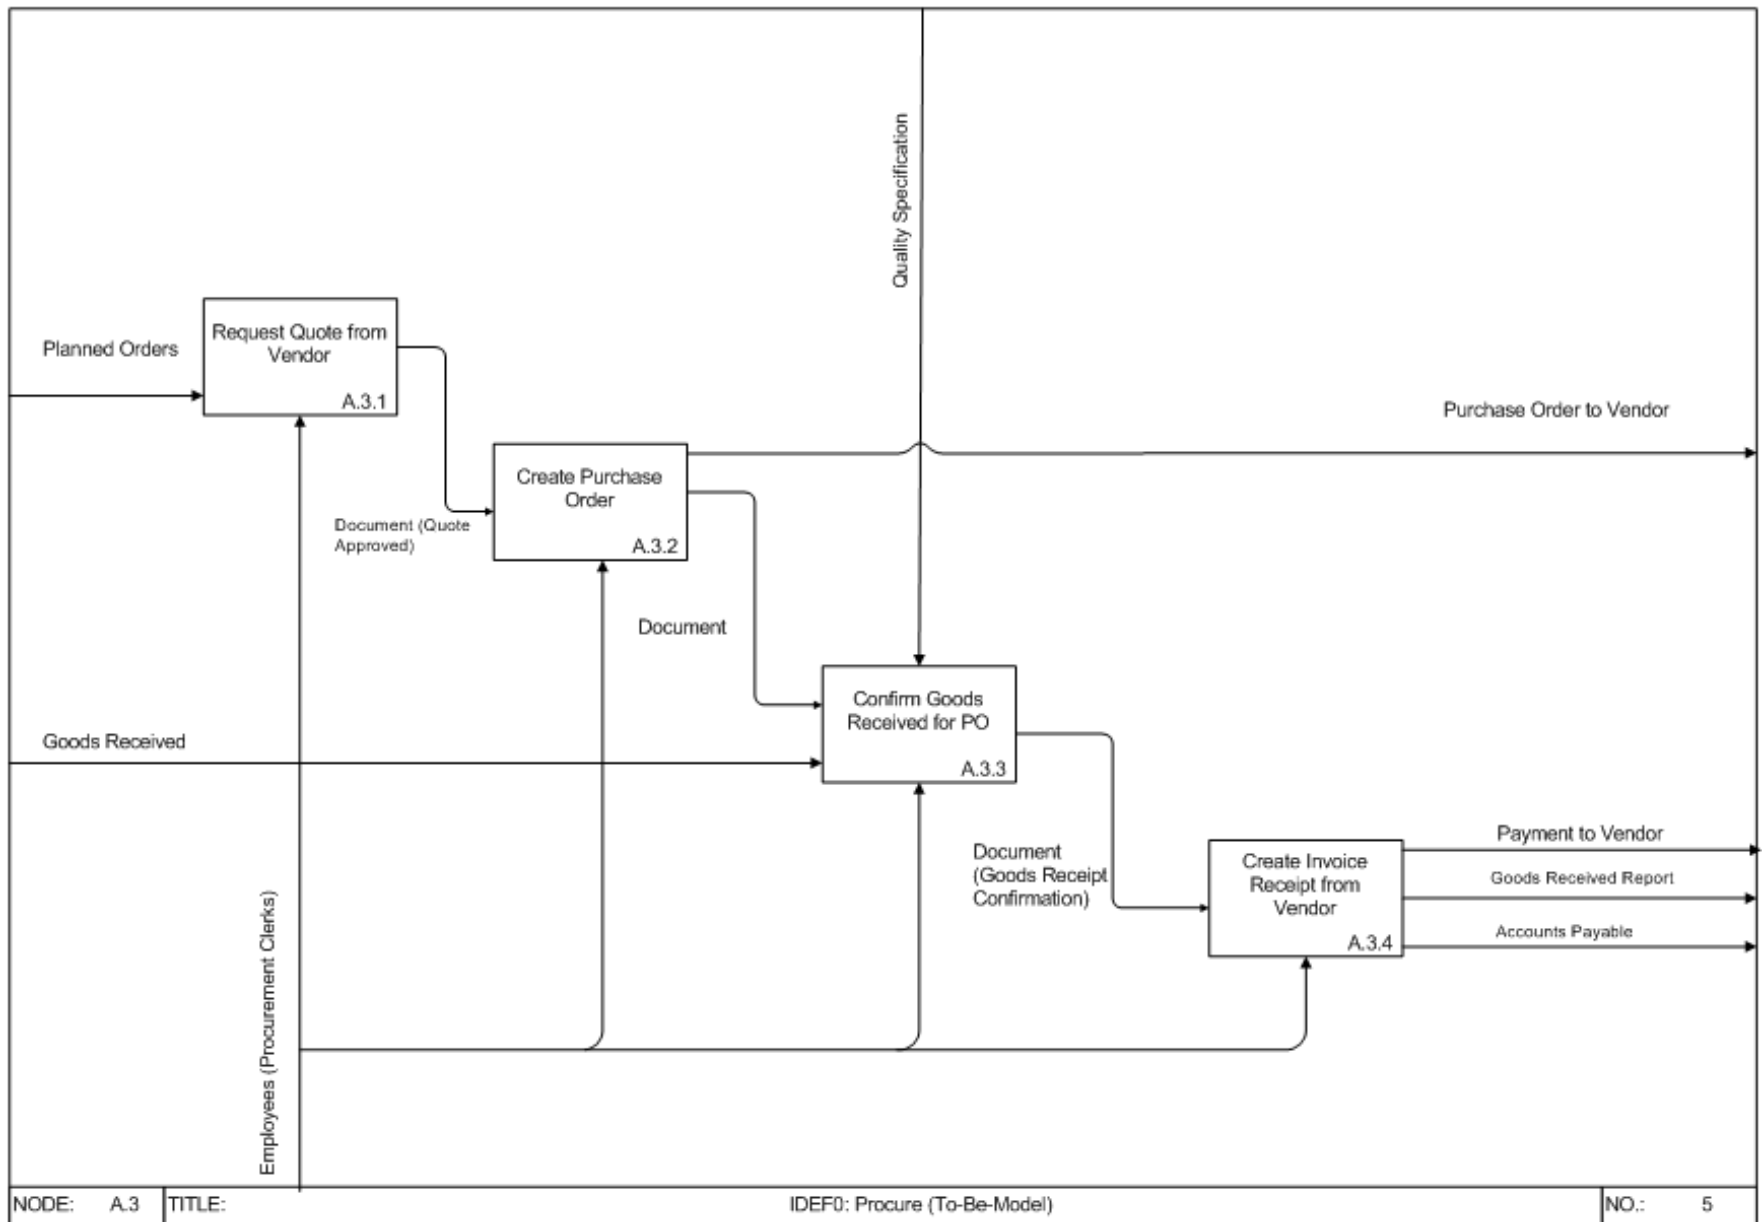 Quality Specification
Request Quote from
Vendor
A.3.1
Planned Orders
Purchase Order to Vendor
Create Purchase
Order
A.3.2
Document (Quote
Approved)
Document
Confirm Goods
Received for PO
A.3.3
Goods Received
Document
(Goods Receipt
Confirmation)
Create Invoice
Receipt from
Vendor
A.3.4
Payment to Vendor
Goods Received Report
Accounts Payable
Employees (Procurement Clerks)
NODE: A.3 TITLE: IDEF0: Procure (To-Be-Model) NO.: 5